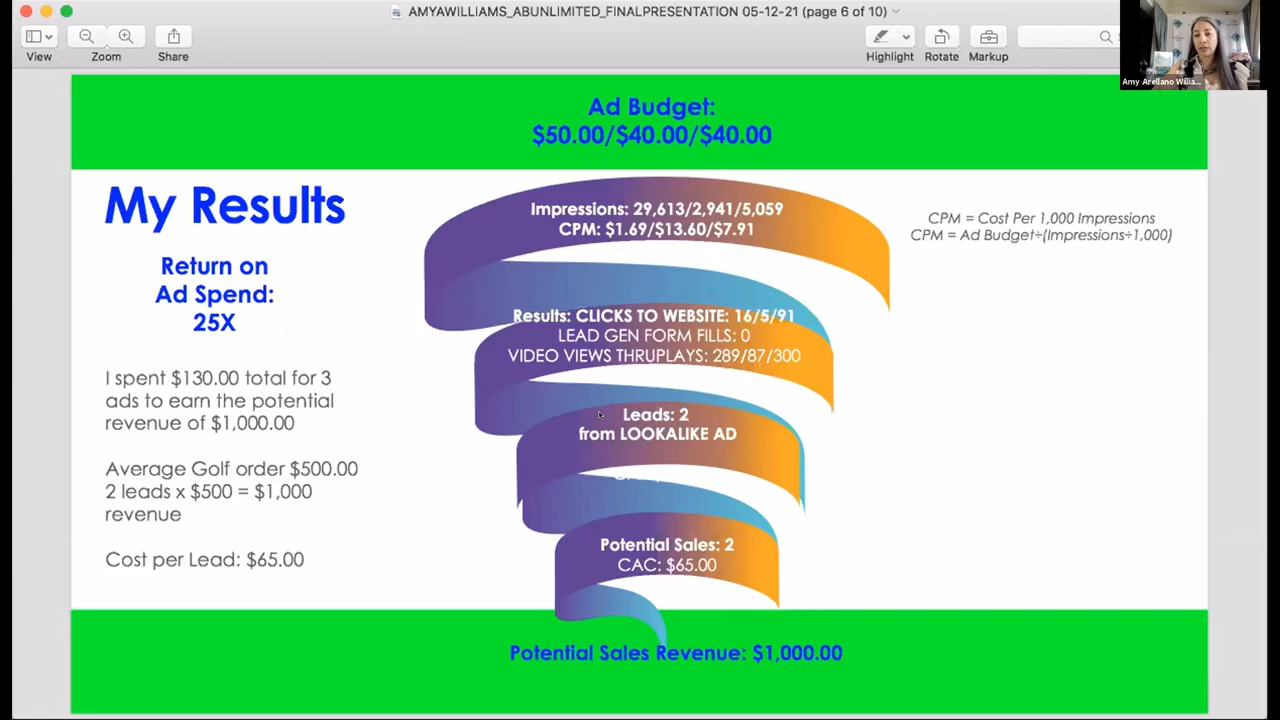 AMYAWILLIAMS_ABUNLIMITED_FINALPRESENTATION 05-12-21 (page 6 of 10)
View
Zoom
Share
Highlight
Rotate
Markup
Amy Arellano Willia...
Ad Budget:
$50.00/$40.00/$40.00
My Results
Return on
Ad Spend:
25X
I spent $130.00 total for 3
ads to earn the potential
revenue of $1,000.00
Average Golf order $500.00
2 leads x $500 = $1,000
revenue
Cost per Lead: $65.00
Impressions: 29,613/2,941/5,059
CPM: $1.69/$13.60/$7.91
Results: CLICKS TO WEBSITE: 16/5/91
LEAD GEN FORM FILLS: 0
VIDEO VIEWS THRUPLAYS: 289/87/300
Leads: 2
from LOOKALIKE AD
Potential Sales: 2
CAC: $65.00
CPM = Cost Per 1,000 Impressions
CPM = Ad Budget÷(Impressions÷1,000)
Potential Sales Revenue: $1,000.00